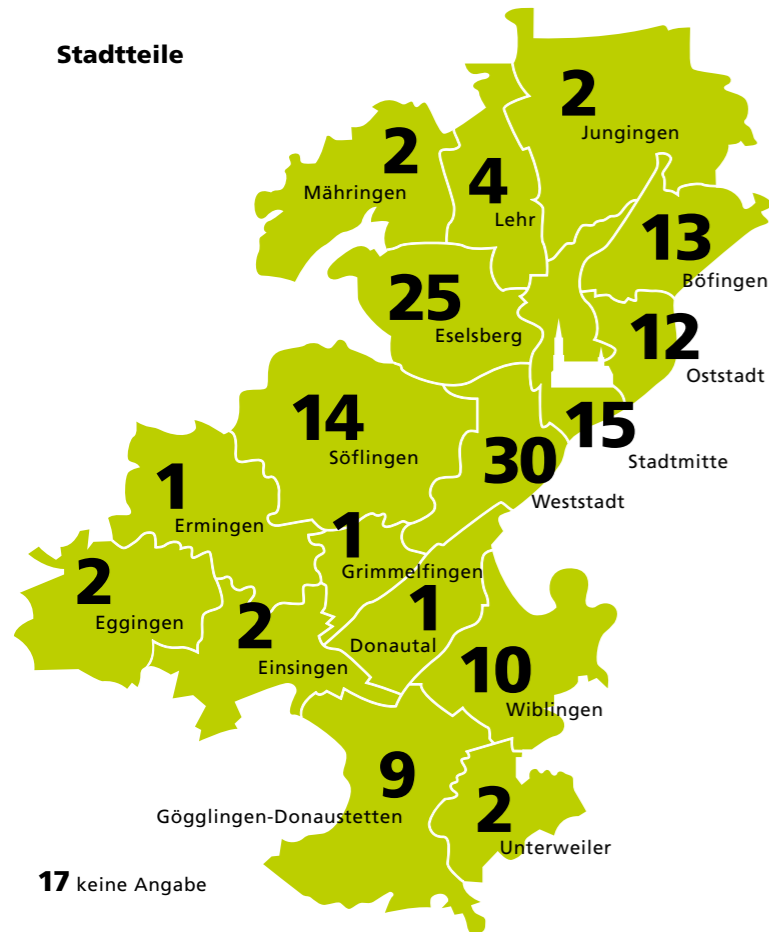 Stadtteile
2
Jungingen
2
Mähringen
4
Lehr
13
Böfingen
25
Eselsberg
12
Oststadt
14
Söflingen
15
Stadtmitte
30
Weststadt
1
Ermingen
1
Grimmelfingen
2
Eggingen
2
Einsingen
1
Donautal
10
Wiblingen
9
Gögglingen-Donaustetten
2
Unterweiler
17 keine Angabe